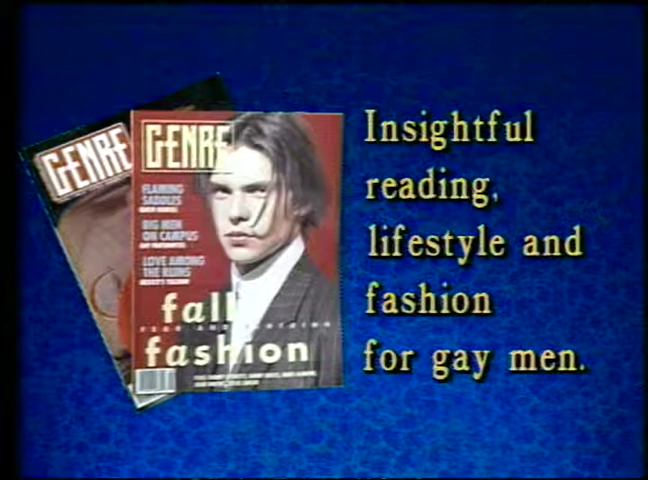 GENRE
GENRE
FLAMING
SADDLES
BIG MEN
ON CAMPUS
LOVE AMONG
THE RUINS
fall
fashion
Insightful
reading,
lifestyle and
fashion
for gay men.